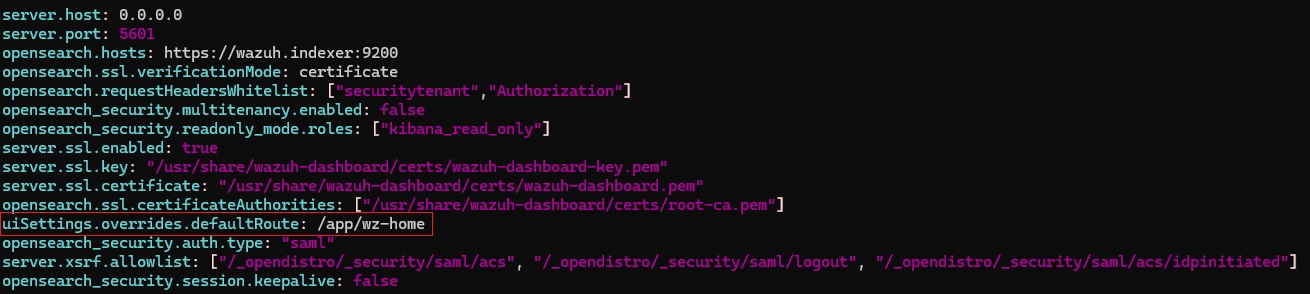 server.host: 0.0.0.0
server.port: 5601
opensearch.hosts: https://wazuh.indexer:9200
opensearch.ssl.verificationMode: certificate
opensearch.requestHeadersWhitelist: ["securitytenant","Authorization"]
opensearch_security.multitenancy.enabled: false
opensearch_security.readonly_mode.roles: ["kibana_read_only"]
server.ssl.enabled: true
server.ssl.key: "/usr/share/wazuh-dashboard/certs/wazuh-dashboard-key.pem"
server.ssl.certificate: "/usr/share/wazuh-dashboard/certs/wazuh-dashboard.pem"
opensearch.ssl.certificateAuthorities: ["/usr/share/wazuh-dashboard/certs/root-ca.pem"]
uiSettings.overrides.defaultRoute: /app/wz-home
opensearch_security.auth.type: "saml"
server.xsrf.allowlist: ["/_opendistro/_security/saml/acs", "/_opendistro/_security/saml/logout", "/_opendistro/_security/saml/acs/idpinitiated"]
opensearch_security.session.keepalive: false